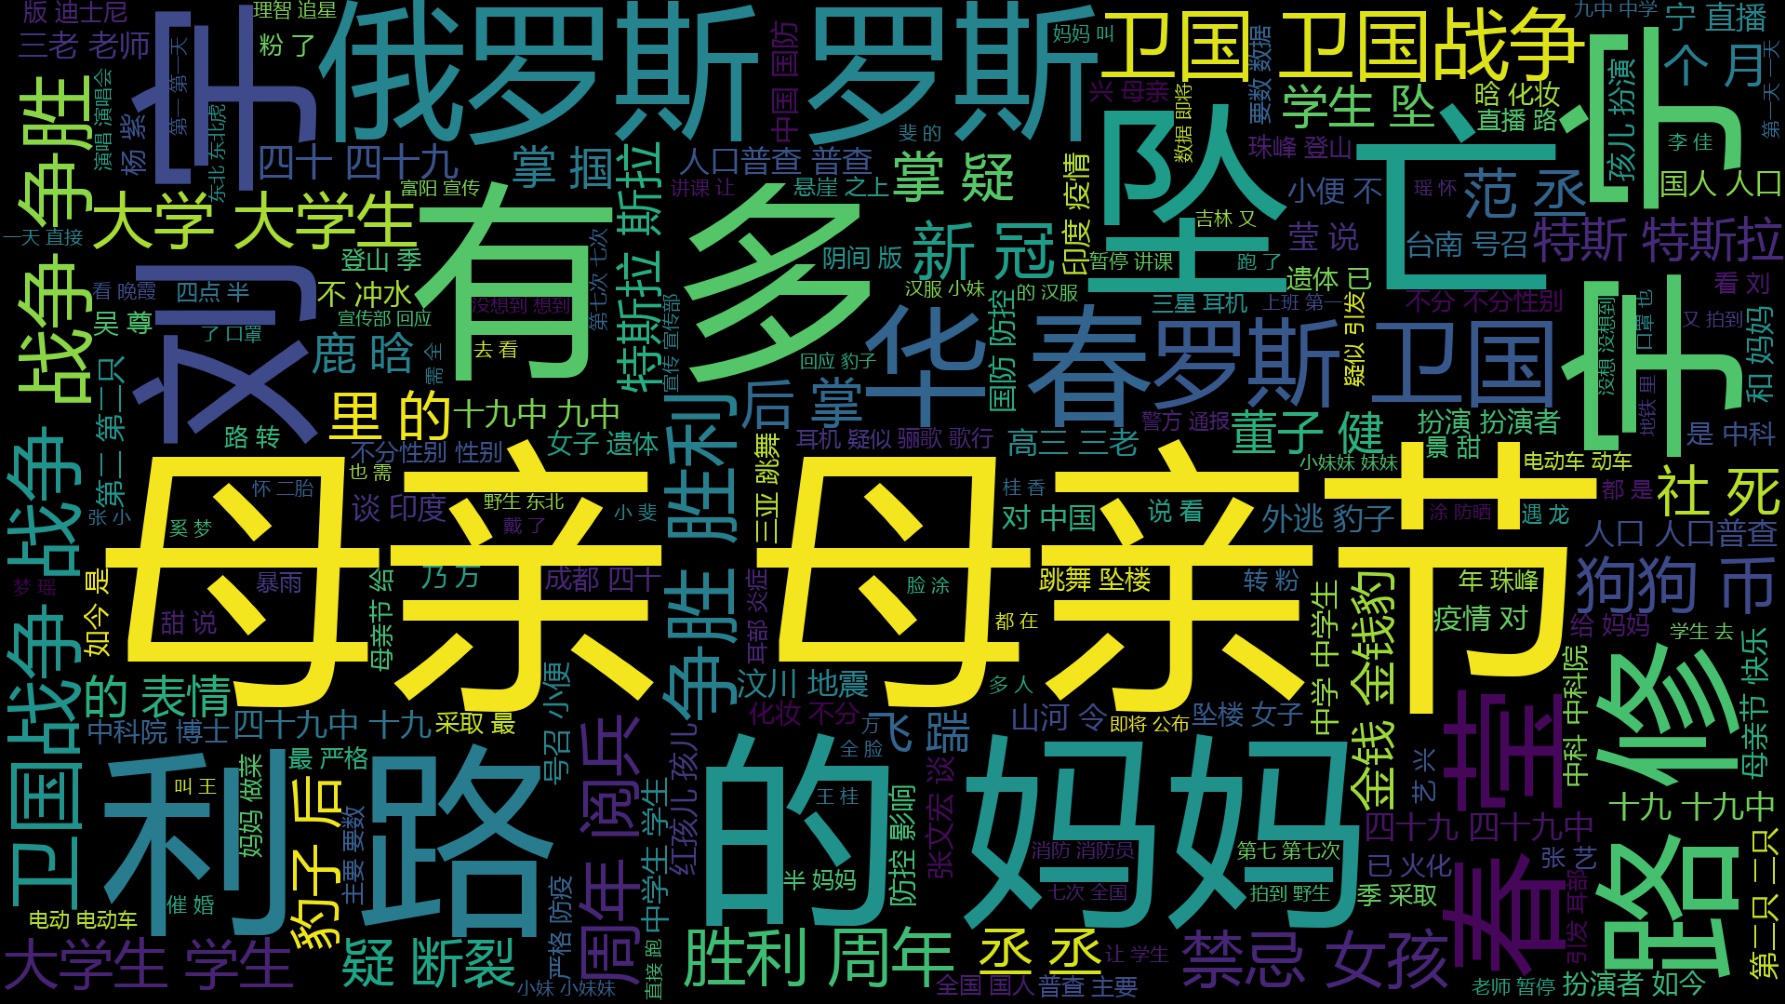 版 迪士尼
理智 追星
俄罗斯 罗斯
妈妈 叫
卫国 卫国战争
九中 中学
宁 直播
三老 老师
粉 了
宇
中国 国防
要数 数据
宁
孩儿 扮演
个 月
第一天 天
战争 争胜
演唱 演唱会
杨 紫
第一 第一天
东北 东北虎
四十 四十九
掌 掴
斐 的
人口普查 普查
兴 母亲
学生 坠
晗 化妆
直播 路
数据 即将
坠亡
珠峰 登山
李 佳
掌 疑
富阳 宣传
讲课 让
悬崖 之上
印度 疫情
小便 不
瑶 怀
范 丞
国人 人口
大学 大学生
有 多
特斯拉 斯拉
新 冠
吉林 又
莹 说
台南 号召
特斯 特斯拉
一天 直接
登山 季
阴间 版
暂停 讲课
跑 了
遗体 已
刘 宇
看 晚霞
四点 半
不 冲水
没想到 想到
第七次 七次
汉服 小妹
的 汉服
三星 耳机
上班 第一
不分 不分性别
看 刘
吴 尊
了 口罩
宣传部 回应
宣传 宣传部
国防 防控
华 春
疑似 引发
宇
没想 没想到
口罩 也
又 拍到
和 妈妈
鹿 晗
需 全
去 看
回应 豹子
罗斯 卫国
后 掌
里 的
十九中 九中
争胜 胜利
警方 通报
董子 健
扮演 扮演者
地铁 里
是 中科
第二 第二只
路 转
不分性别 性别
女子 遗体
三亚 跳舞
耳机 疑似
骊歌 歌行
高三 三老
景 甜
战争 战争
也 需
小妹妹 妹妹
电动车 动车
母亲 母亲节
怀 二胎
野生 东北
桂 香
都 是
社 死
张 小
奚 梦
谈 印度
戴 了
小 斐
对 中国
说 看
外逃 豹子
涂 防晒
遇 龙
人口 人口普查
梦 瑶
如今 是
暴雨
母亲节 给
乃 万
成都 四十
耳部 炎症
脸 涂
跳舞 坠楼
转 粉
中学 中学生
金钱 金钱豹
年 珠峰
狗狗 币
甜 说
都 在
疫情 对
给 妈妈
学生 去
卫国 战争
的 表情
号召 小便
汶川 地震
多 人
中科 中科院
路 修
母亲节 快乐
中科院 博士
四十九中 十九
采取 最
化妆 不分
万
全 脸
飞 踹
山河 令
即将 公布
坠楼 女子
利 路
最 严格
周年 阅兵
红孩儿 孩儿
的 妈妈
春 莹
叫 王
妈妈 做菜
豹子 后
主要 要数
中学生 学生
王 桂
防控 影响
张文宏 谈
艺 兴
十九 十九中
半 妈妈
消防 消防员
第七 第七次
四十九 四十九中
已 火化
张 艺
催 婚
七次 全国
拍到 野生
季 采取
电动 电动车
严格 防疫
引发 耳部
第二只 二只
大学生 学生
疑 断裂
直接 跑
胜利 周年
丞 丞
让 学生
禁忌 女孩
小妹 小妹妹
全国 国人
普查 主要
老师 暂停
扮演者 如今